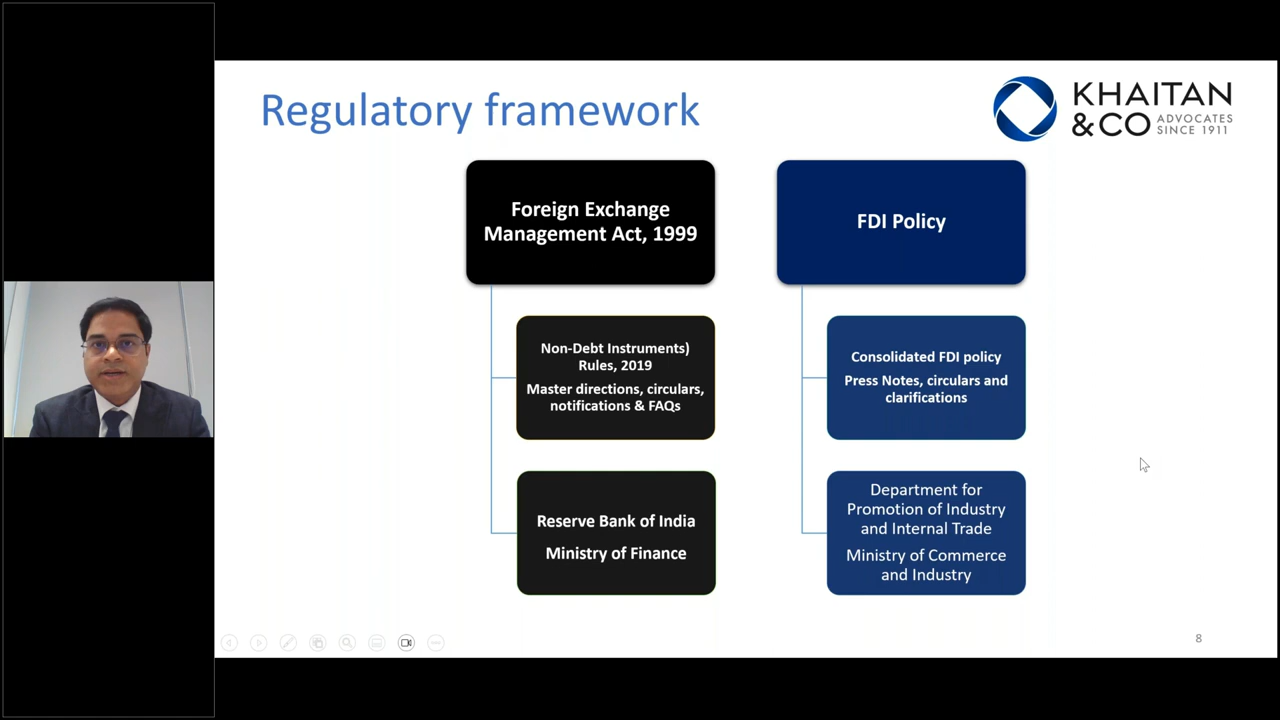 Regulatory framework
KHAITAN
&CO ADVOCATES
SINCE 1911
Foreign Exchange
Management Act, 1999
Non-Debt Instruments)
Rules, 2019
Master directions, circulars,
notifications & FAQs
Reserve Bank of India
Ministry of Finance
FDI Policy
Consolidated FDI policy
Press Notes, circulars and
clarifications
Department for
Promotion of Industry
and Internal Trade
Ministry of Commerce
and Industry
8